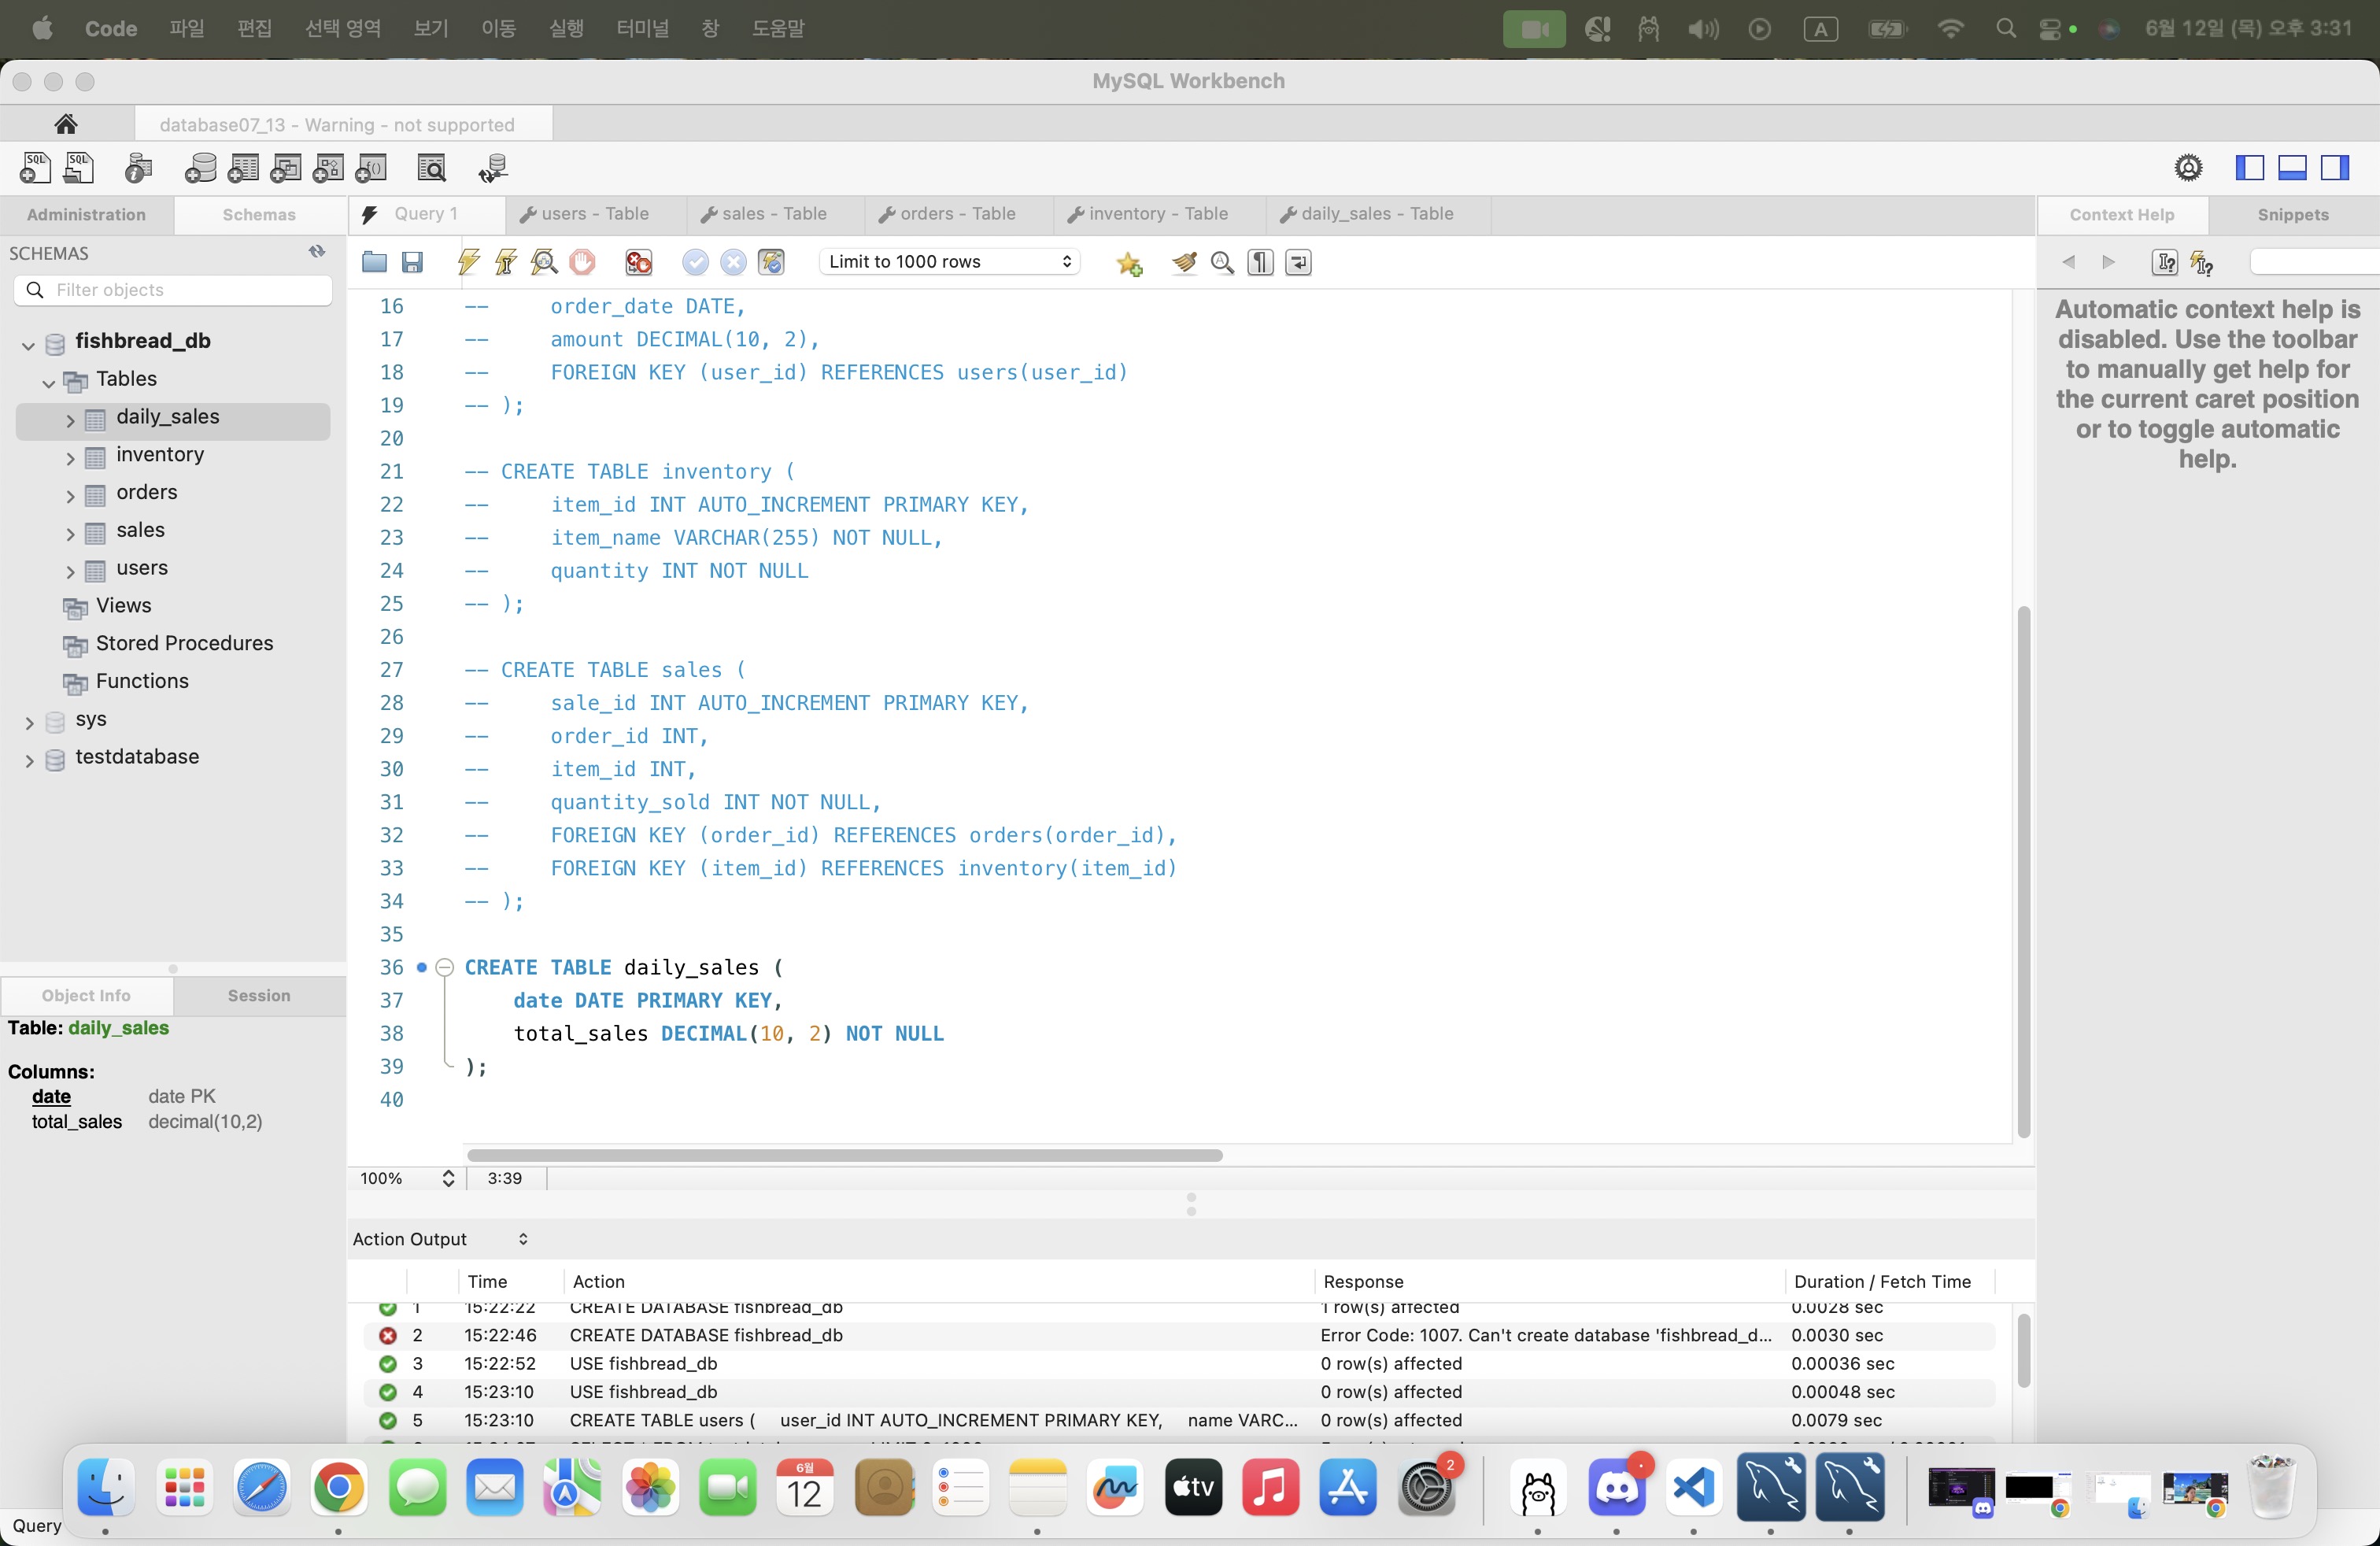 Code 파일 편집 선택 영역 보기 이동 실행 터미널 창 도움말 A 6월 12일 (목) 오후 3:31
MySQL Workbench
database07_13 - Warning - not supported
SQL SQL
Administration Schemas
Query 1 users - Table sales - Table orders - Table inventory - Table daily_sales - Table
Context Help Snippets
SCHEMAS
Filter objects
fishbread_db
Tables
daily_sales
inventory
orders
sales
users
Views
Stored Procedures
Functions
sys
testdatabase
Object Info Session
Table: daily_sales
Columns:
date date PK
total_sales decimal(10,2)
Limit to 1000 rows
16 -- order_date DATE,
17 -- amount DECIMAL(10, 2),
18 -- FOREIGN KEY (user_id) REFERENCES users(user_id)
19 -- );
20
21 -- CREATE TABLE inventory (
22 -- item_id INT AUTO_INCREMENT PRIMARY KEY,
23 -- item_name VARCHAR(255) NOT NULL,
24 -- quantity INT NOT NULL
25 -- );
26
27 -- CREATE TABLE sales (
28 -- sale_id INT AUTO_INCREMENT PRIMARY KEY,
29 -- order_id INT,
30 -- item_id INT,
31 -- quantity_sold INT NOT NULL,
32 -- FOREIGN KEY (order_id) REFERENCES orders(order_id),
33 -- FOREIGN KEY (item_id) REFERENCES inventory(item_id)
34 -- );
35
36 CREATE TABLE daily_sales (
37 date DATE PRIMARY KEY,
38 total_sales DECIMAL(10, 2) NOT NULL
39 );
40
100% 3:39
Automatic context help is
disabled. Use the toolbar
to manually get help for
the current caret position
or to toggle automatic
help.
Action Output
Time Action Response Duration / Fetch Time
1 15:22:22 CREATE DATABASE fishbread_db 1 row(s) affected 0.0028 sec
2 15:22:46 CREATE DATABASE fishbread_db Error Code: 1007. Can't create database 'fishbread_d... 0.0030 sec
3 15:22:52 USE fishbread_db 0 row(s) affected 0.00036 sec
4 15:23:10 USE fishbread_db 0 row(s) affected 0.00048 sec
5 15:23:10 CREATE TABLE users ( user_id INT AUTO_INCREMENT PRIMARY KEY, name VARC... 0 row(s) affected 0.0079 sec
6월
12
tv
2
Query